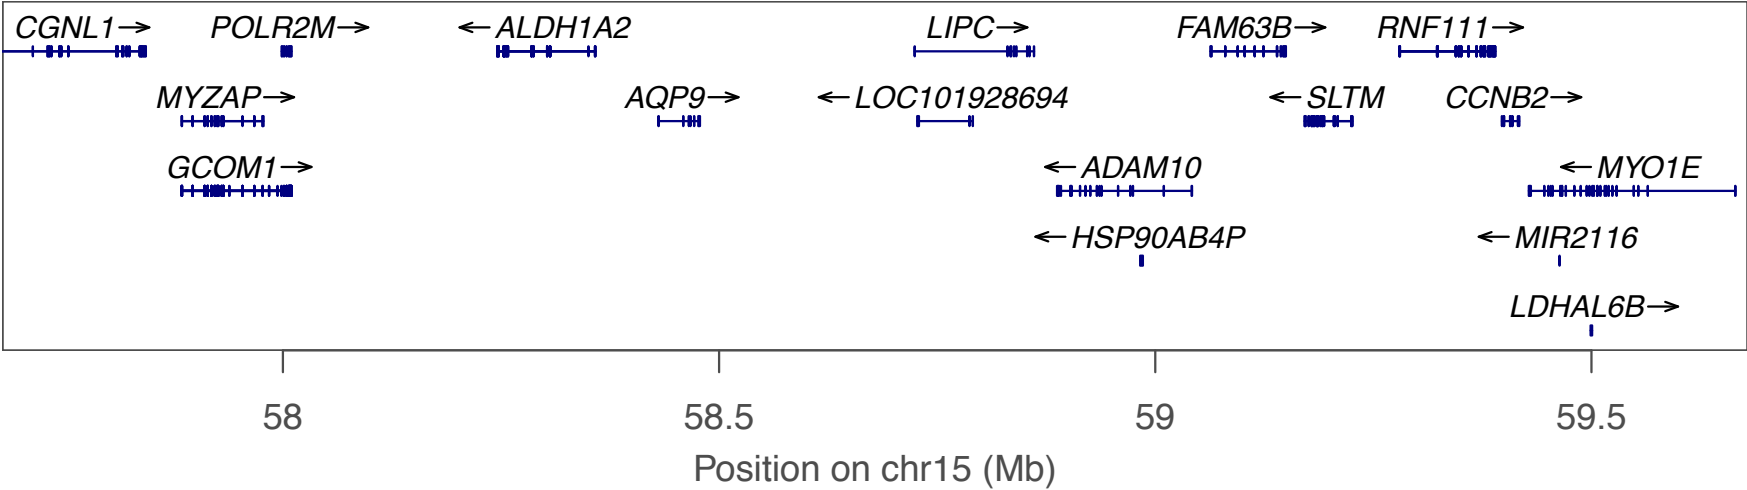 CGNL1→ POLR2M→ ←ALDH1A2 LIPC→ FAM63B→ RNF111→
MYZAP→ AQP9→ ←LOC101928694 ←SLTM CCNB2→
GCOM1→ ←ADAM10 ←MYO1E
←HSP90AB4P ←MIR2116
LDHAL6B→
58 58.5 59 59.5
Position on chr15 (Mb)